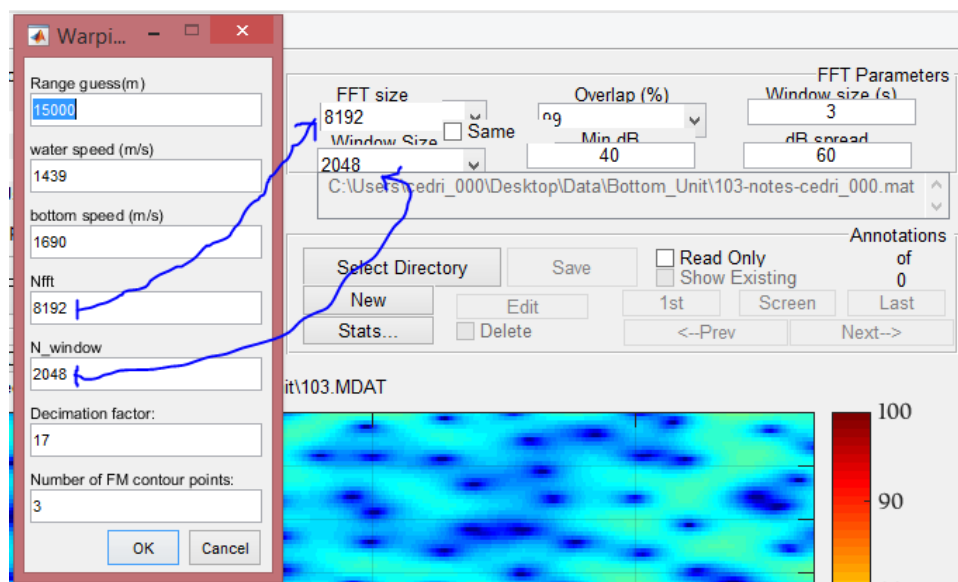 Warpi...
Range guess(m)
15000
water speed (m/s)
1439
bottom speed (m/s)
1690
Nfft
8192
N_window
2048
Decimation factor:
17
Number of FM contour points:
3
OK Cancel
FFT Parameters
FFT size Overlap (%) Window size (s)
8192 Same 99 3
Window Size Min dB dB spread
2048 40 60
C:\Users\cedri_000\Desktop\Data\Bottom_Unit\103-notes-cedri_000.mat
Annotations
Select Directory Save Read Only of
Show Existing 0
New Edit 1st Screen Last
Stats... Delete <--Prev Next-->
it\103.MDAT
100
90